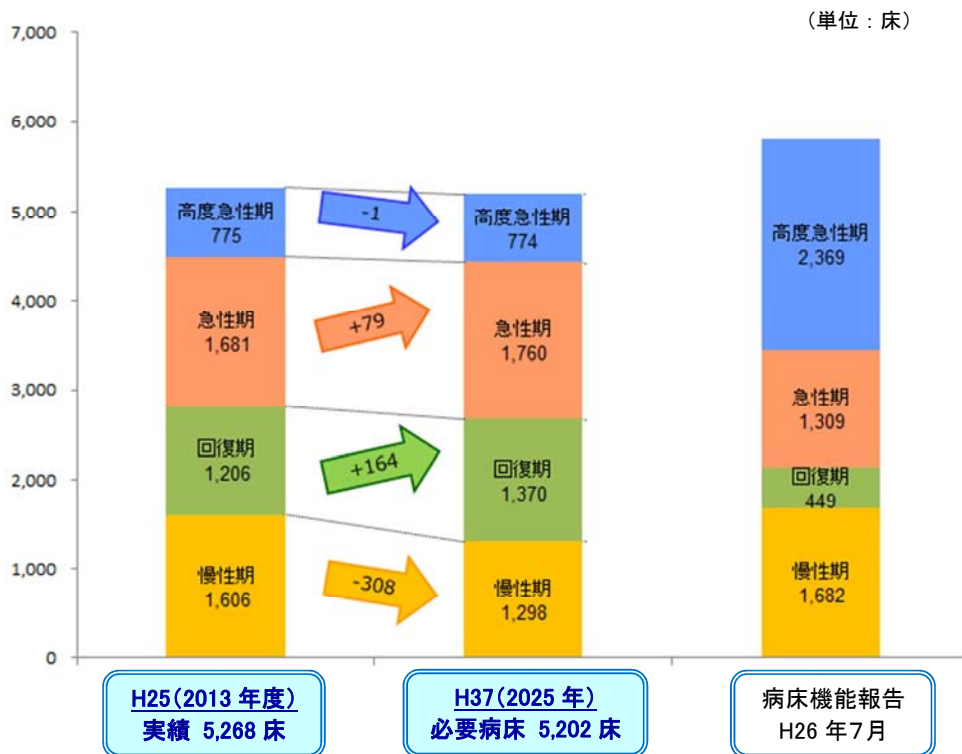 (単位：床)
7,000
6,000
5,000
4,000
3,000
2,000
1,000
0
高度急性期
775
急性期
1,681
回復期
1,206
慢性期
1,606
-1
+79
+164
-308
高度急性期
774
急性期
1,760
回復期
1,370
慢性期
1,298
高度急性期
2,369
急性期
1,309
回復期
449
慢性期
1,682
H25(2013 年度)
実績 5,268 床
H37(2025 年)
必要病床 5,202 床
病床機能報告
H26 年7月